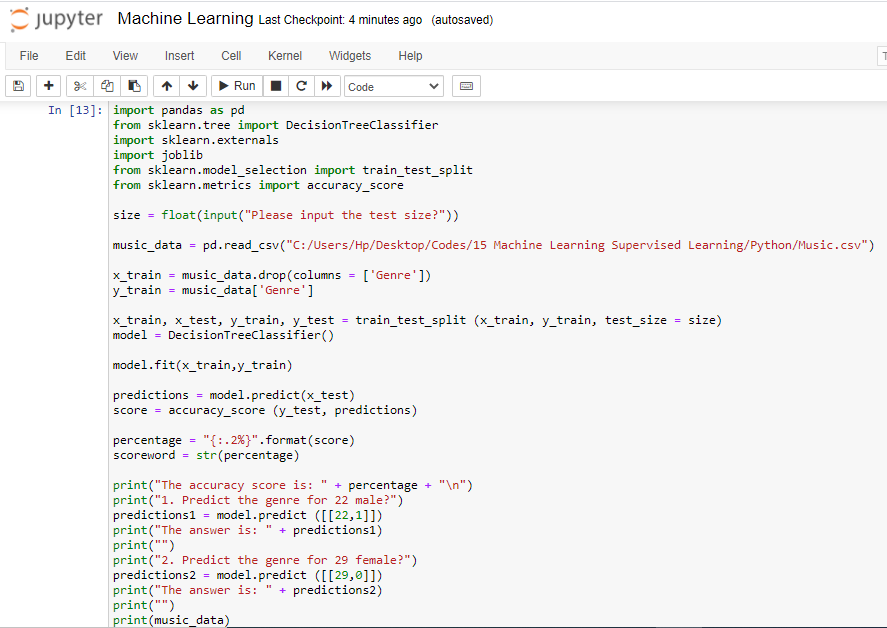 jupyter Machine Learning Last Checkpoint: 4 minutes ago (autosaved)
File Edit View Insert Cell Kernel Widgets Help T
Run Code
In [13]: import pandas as pd
from sklearn.tree import DecisionTreeClassifier
import sklearn.externals
import joblib
from sklearn.model_selection import train_test_split
from sklearn.metrics import accuracy_score
size = float(input("Please input the test size?"))
music_data = pd.read_csv("C:/Users/Hp/Desktop/Codes/15 Machine Learning Supervised Learning/Python/Music.csv")
x_train = music_data.drop(columns = ['Genre'])
y_train = music_data['Genre']
x_train, x_test, y_train, y_test = train_test_split (x_train, y_train, test_size = size)
model = DecisionTreeClassifier()
model.fit(x_train,y_train)
predictions = model.predict(x_test)
score = accuracy_score (y_test, predictions)
percentage = "{:.2%}".format(score)
scoreword = str(percentage)
print("The accuracy score is: " + percentage + "\n")
print("1. Predict the genre for 22 male?")
predictions1 = model.predict ([[22,1]])
print("The answer is: " + predictions1)
print("")
print("2. Predict the genre for 29 female?")
predictions2 = model.predict ([[29,0]])
print("The answer is: " + predictions2)
print("")
print(music_data)